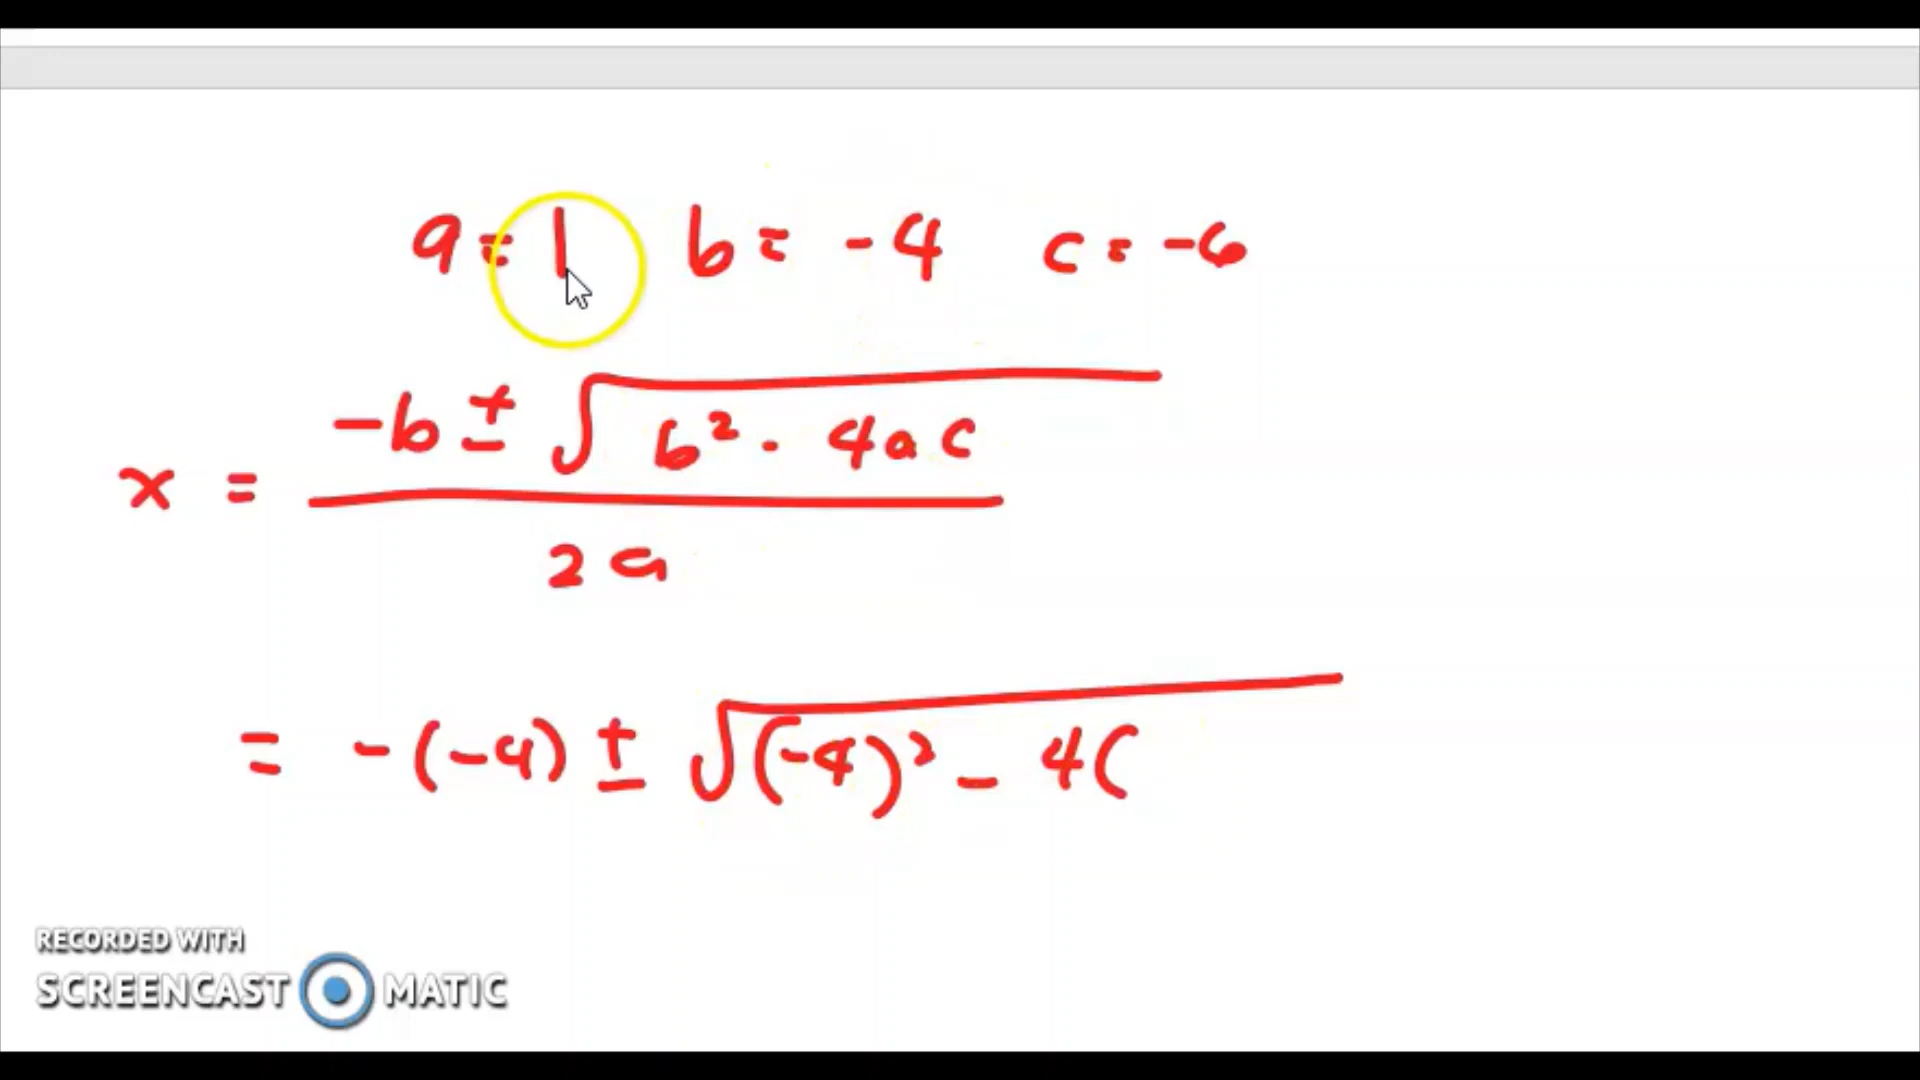 a = 1 b = -4 c = -6
-b ± √ b² - 4ac
x =
2a
= -(-4) ± √(-4)² - 4(
RECORDED WITH
SCREENCAST MATIC